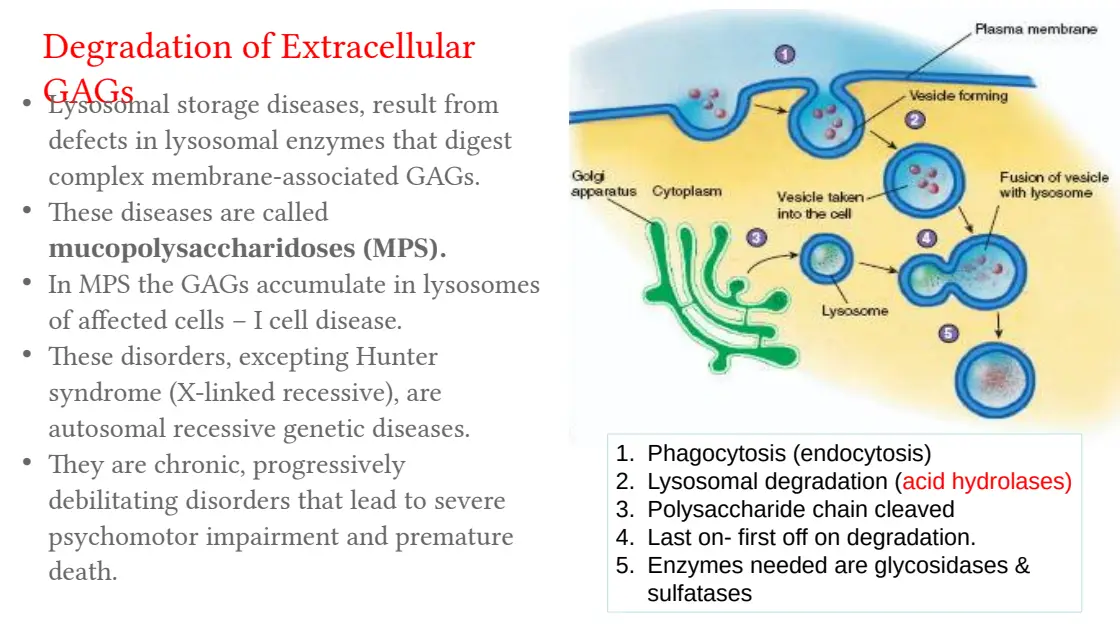 Degradation of Extracellular
GAGs
• Lysosomal storage diseases, result from
defects in lysosomal enzymes that digest
complex membrane-associated GAGs.
• These diseases are called
mucopolysaccharidoses (MPS).
• In MPS the GAGs accumulate in lysosomes
of affected cells – I cell disease.
• These disorders, excepting Hunter
syndrome (X-linked recessive), are
autosomal recessive genetic diseases.
• They are chronic, progressively
debilitating disorders that lead to severe
psychomotor impairment and premature
death.
Plasma membrane
1
Vesicle forming
2
Golgi
apparatus
Cytoplasm
Vesicle taken
into the cell
Fusion of vesicle
with lysosome
3
4
Lysosome
5
1. Phagocytosis (endocytosis)
2. Lysosomal degradation (acid hydrolases)
3. Polysaccharide chain cleaved
4. Last on- first off on degradation.
5. Enzymes needed are glycosidases &
sulfatases